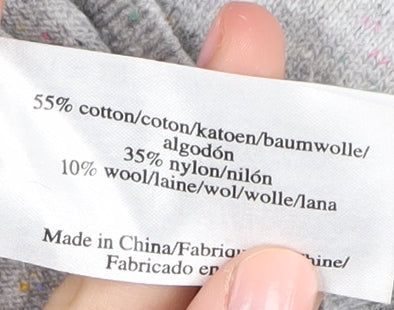 55% cotton/coton/katoen/baumwolle/
algodón
35% nylon/nilón
10% wool/laine/wol/wolle/lana
Made in China/
Fabricado en